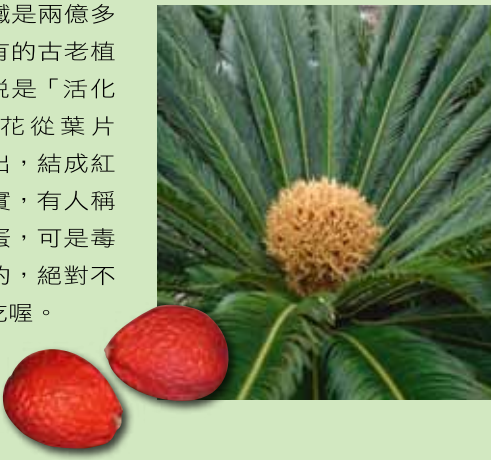 鐵是兩億多
有的古老植
說是「活化
花從葉片
出，結成紅
實，有人稱
蛋，可是毒
的，絕對不
吃喔。